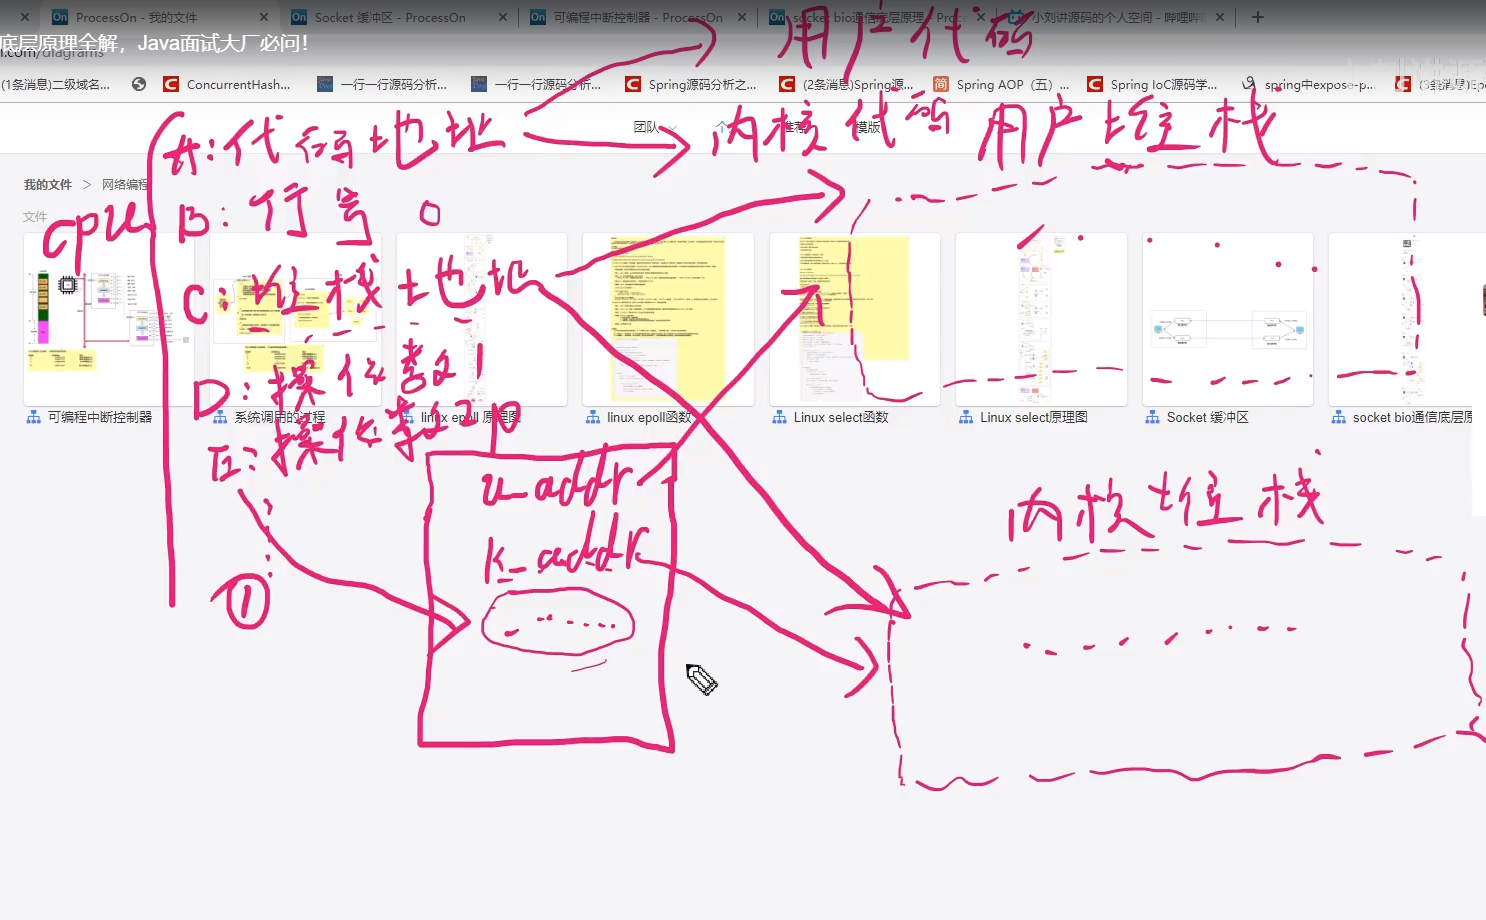 ProcessOn - 我的文件
Socket 缓冲区 - ProcessOn
可编程中断控制器 - ProcessOn
socket bio通信底层原理 - Proc
小刘讲源码的个人空间 - 哔哩哔
底层原理全解，Java面试大厂必问！
.com/diagrams
(1条消息)二级域名...
ConcurrentHash...
一行一行源码分析...
一行一行源码分析...
Spring源码分析之...
(2条消息)Spring源...
Spring AOP（五）...
Spring IoC源码学...
spring中expose-p...
用户代码
团队
个
推荐
模版
A:代码地址
内核代码
用户堆栈
我的文件 > 网络编程
文件
cpu
B:行号 0
C:堆栈地址
D:操作数1
E:操作数2
p
可编程中断控制器
系统调用的过程
linux epoll 原理图
linux epoll函数
Linux select函数
Linux select原理图
Socket 缓冲区
socket bio通信底层原
u_addr
k_addr
内核堆栈
①